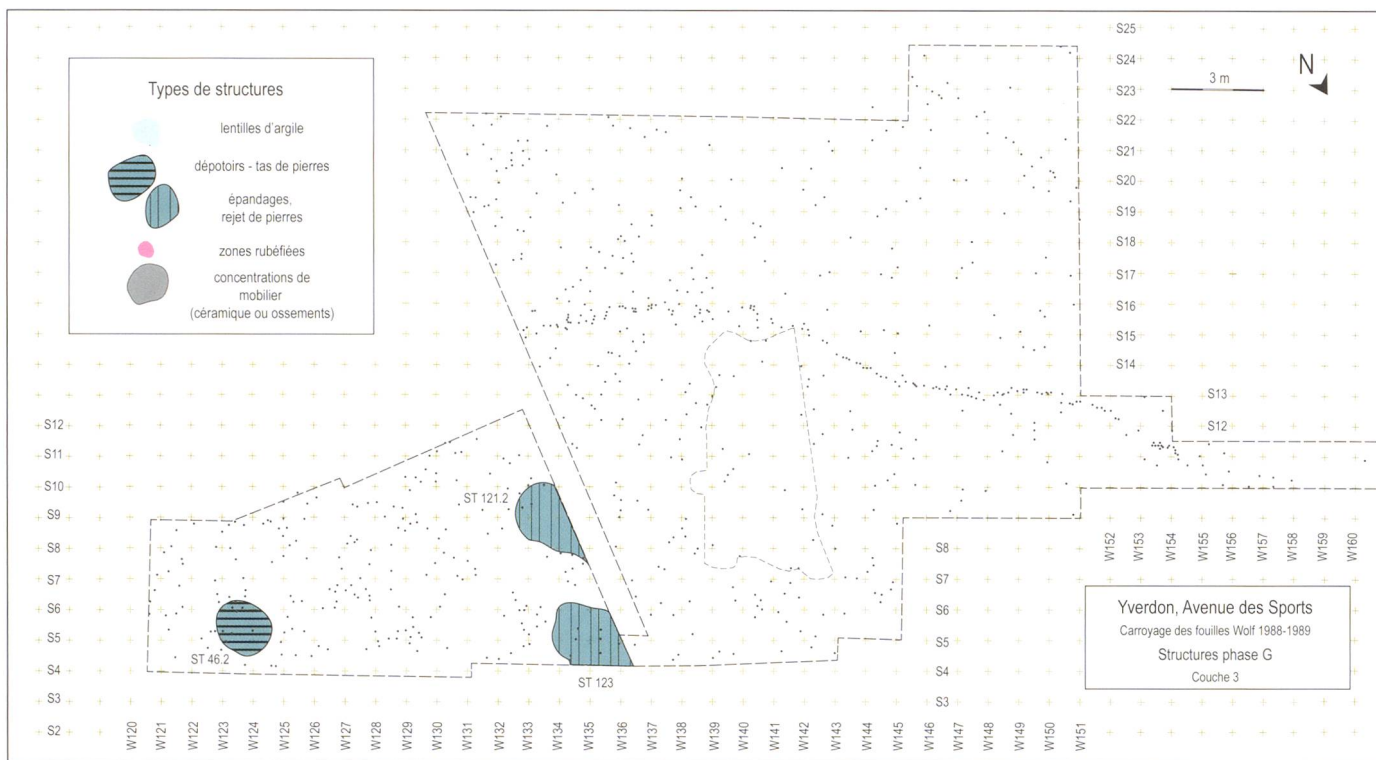 Types de structures
lentilles d'argile
dépotoirs - tas de pierres
épandages,
rejet de pierres
zones rubéfiées
concentrations de
mobilier
(céramique ou ossements)
N
3 m
S25
S24
S23
S22
S21
S20
S19
S18
S17
S16
S15
S14
S13
S12
S12
S11
S10
S9
S8
S7
S6
S5
S4
S3
S2
ST 121.2
ST 46.2
ST 123
S8
S7
S6
S5
S4
S3
W120
W121
W122
W123
W124
W125
W126
W127
W128
W129
W130
W131
W132
W133
W134
W135
W136
W137
W138
W139
W140
W141
W142
W143
W144
W145
W146
W147
W148
W149
W150
W151
W152
W153
W154
W155
W156
W157
W158
W159
W160
Yverdon, Avenue des Sports
Carroyage des fouilles Wolf 1988-1989
Structures phase G
Couche 3